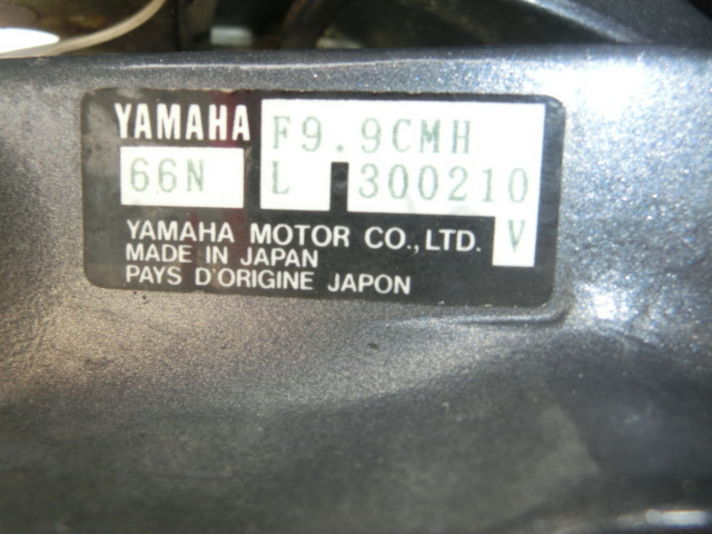 YAMAHA F9.9CMH
66N L 300210
V
YAMAHA MOTOR CO.,LTD.
MADE IN JAPAN
PAYS D'ORIGINE JAPON